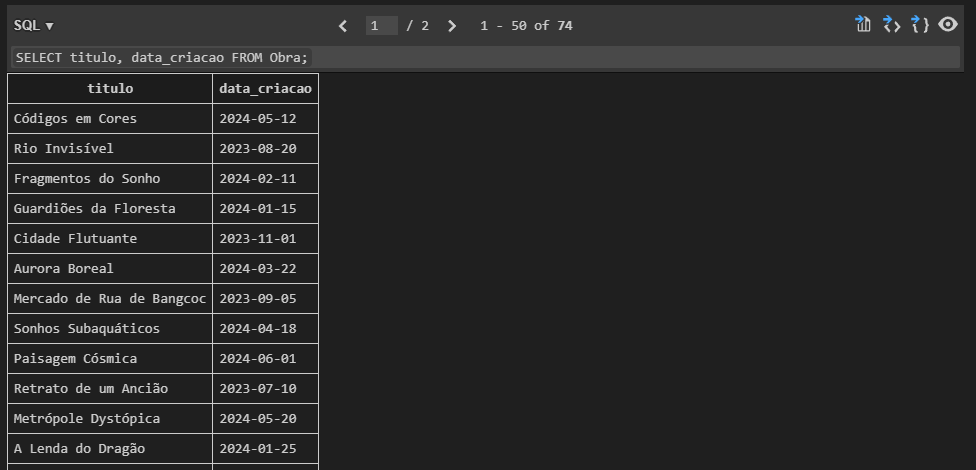 SQL ▼ 1 / 2 1 - 50 of 74
SELECT titulo, data_criacao FROM Obra;
titulo data_criacao
Códigos em Cores 2024-05-12
Rio Invisível 2023-08-20
Fragmentos do Sonho 2024-02-11
Guardiões da Floresta 2024-01-15
Cidade Flutuante 2023-11-01
Aurora Boreal 2024-03-22
Mercado de Rua de Bangcoc 2023-09-05
Sonhos Subaquáticos 2024-04-18
Paisagem Cósmica 2024-06-01
Retrato de um Ancião 2023-07-10
Metrópole Dystópica 2024-05-20
A Lenda do Dragão 2024-01-25